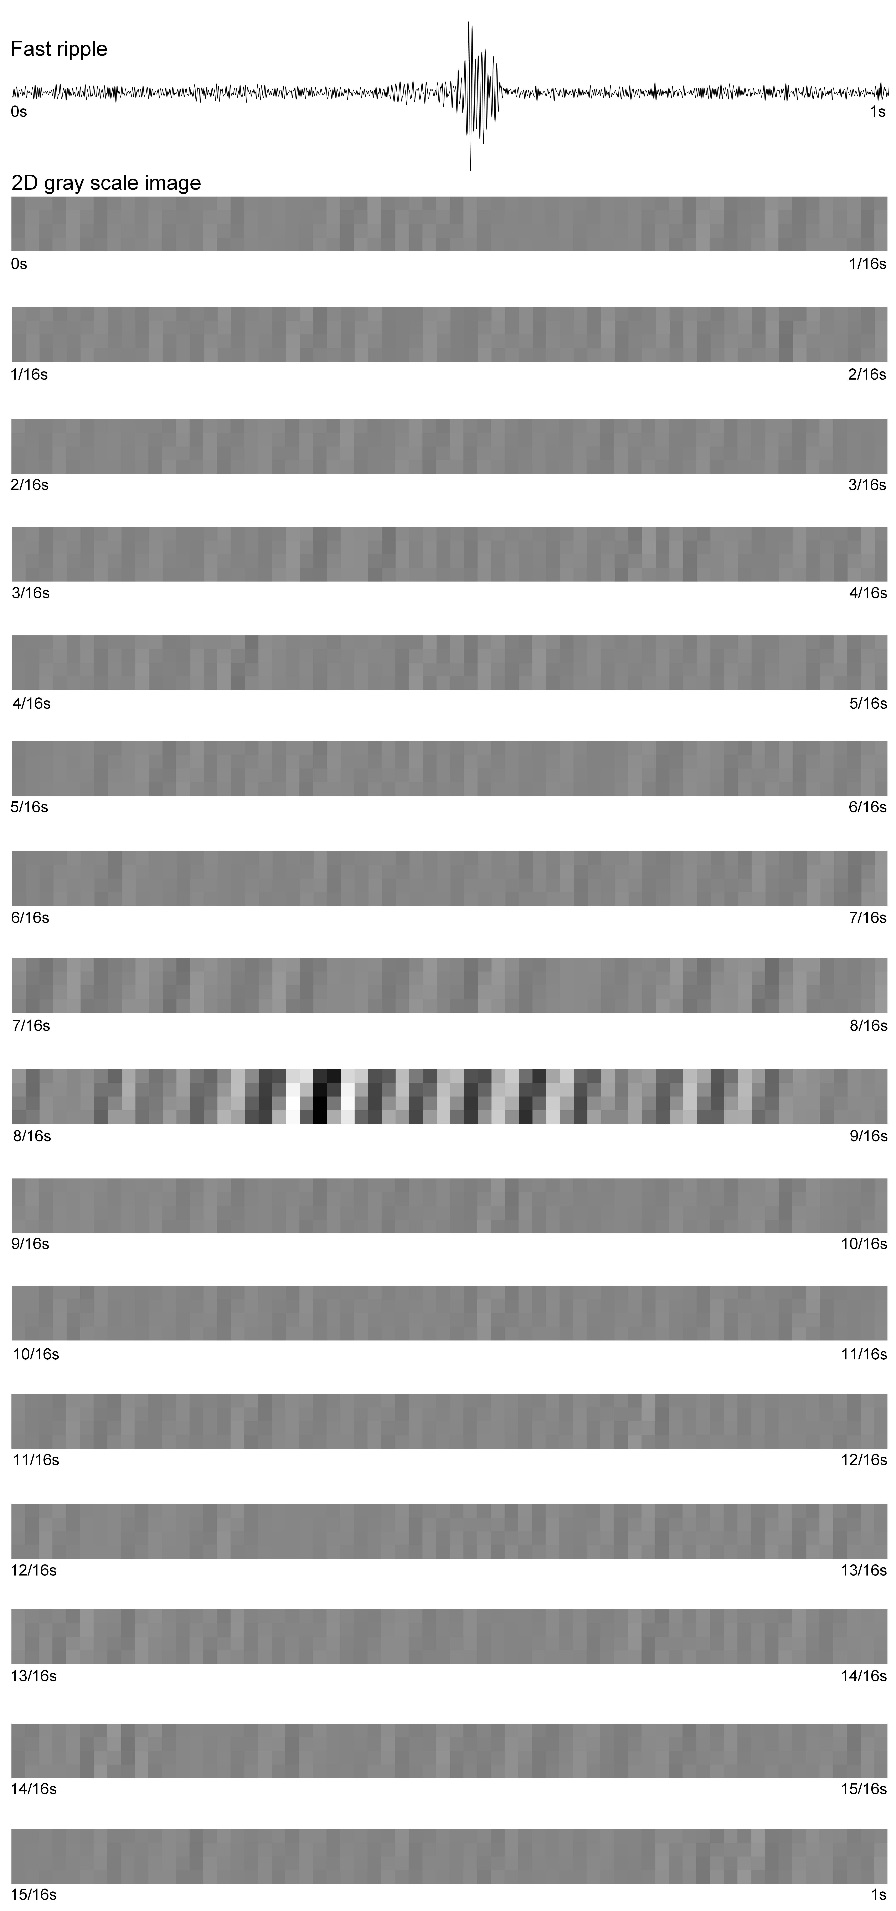 Fast ripple
0s 1s
2D gray scale image
0s 1/16s
1/16s 2/16s
2/16s 3/16s
3/16s 4/16s
4/16s 5/16s
5/16s 6/16s
6/16s 7/16s
7/16s 8/16s
8/16s 9/16s
9/16s 10/16s
10/16s 11/16s
11/16s 12/16s
12/16s 13/16s
13/16s 14/16s
14/16s 15/16s
15/16s 1s